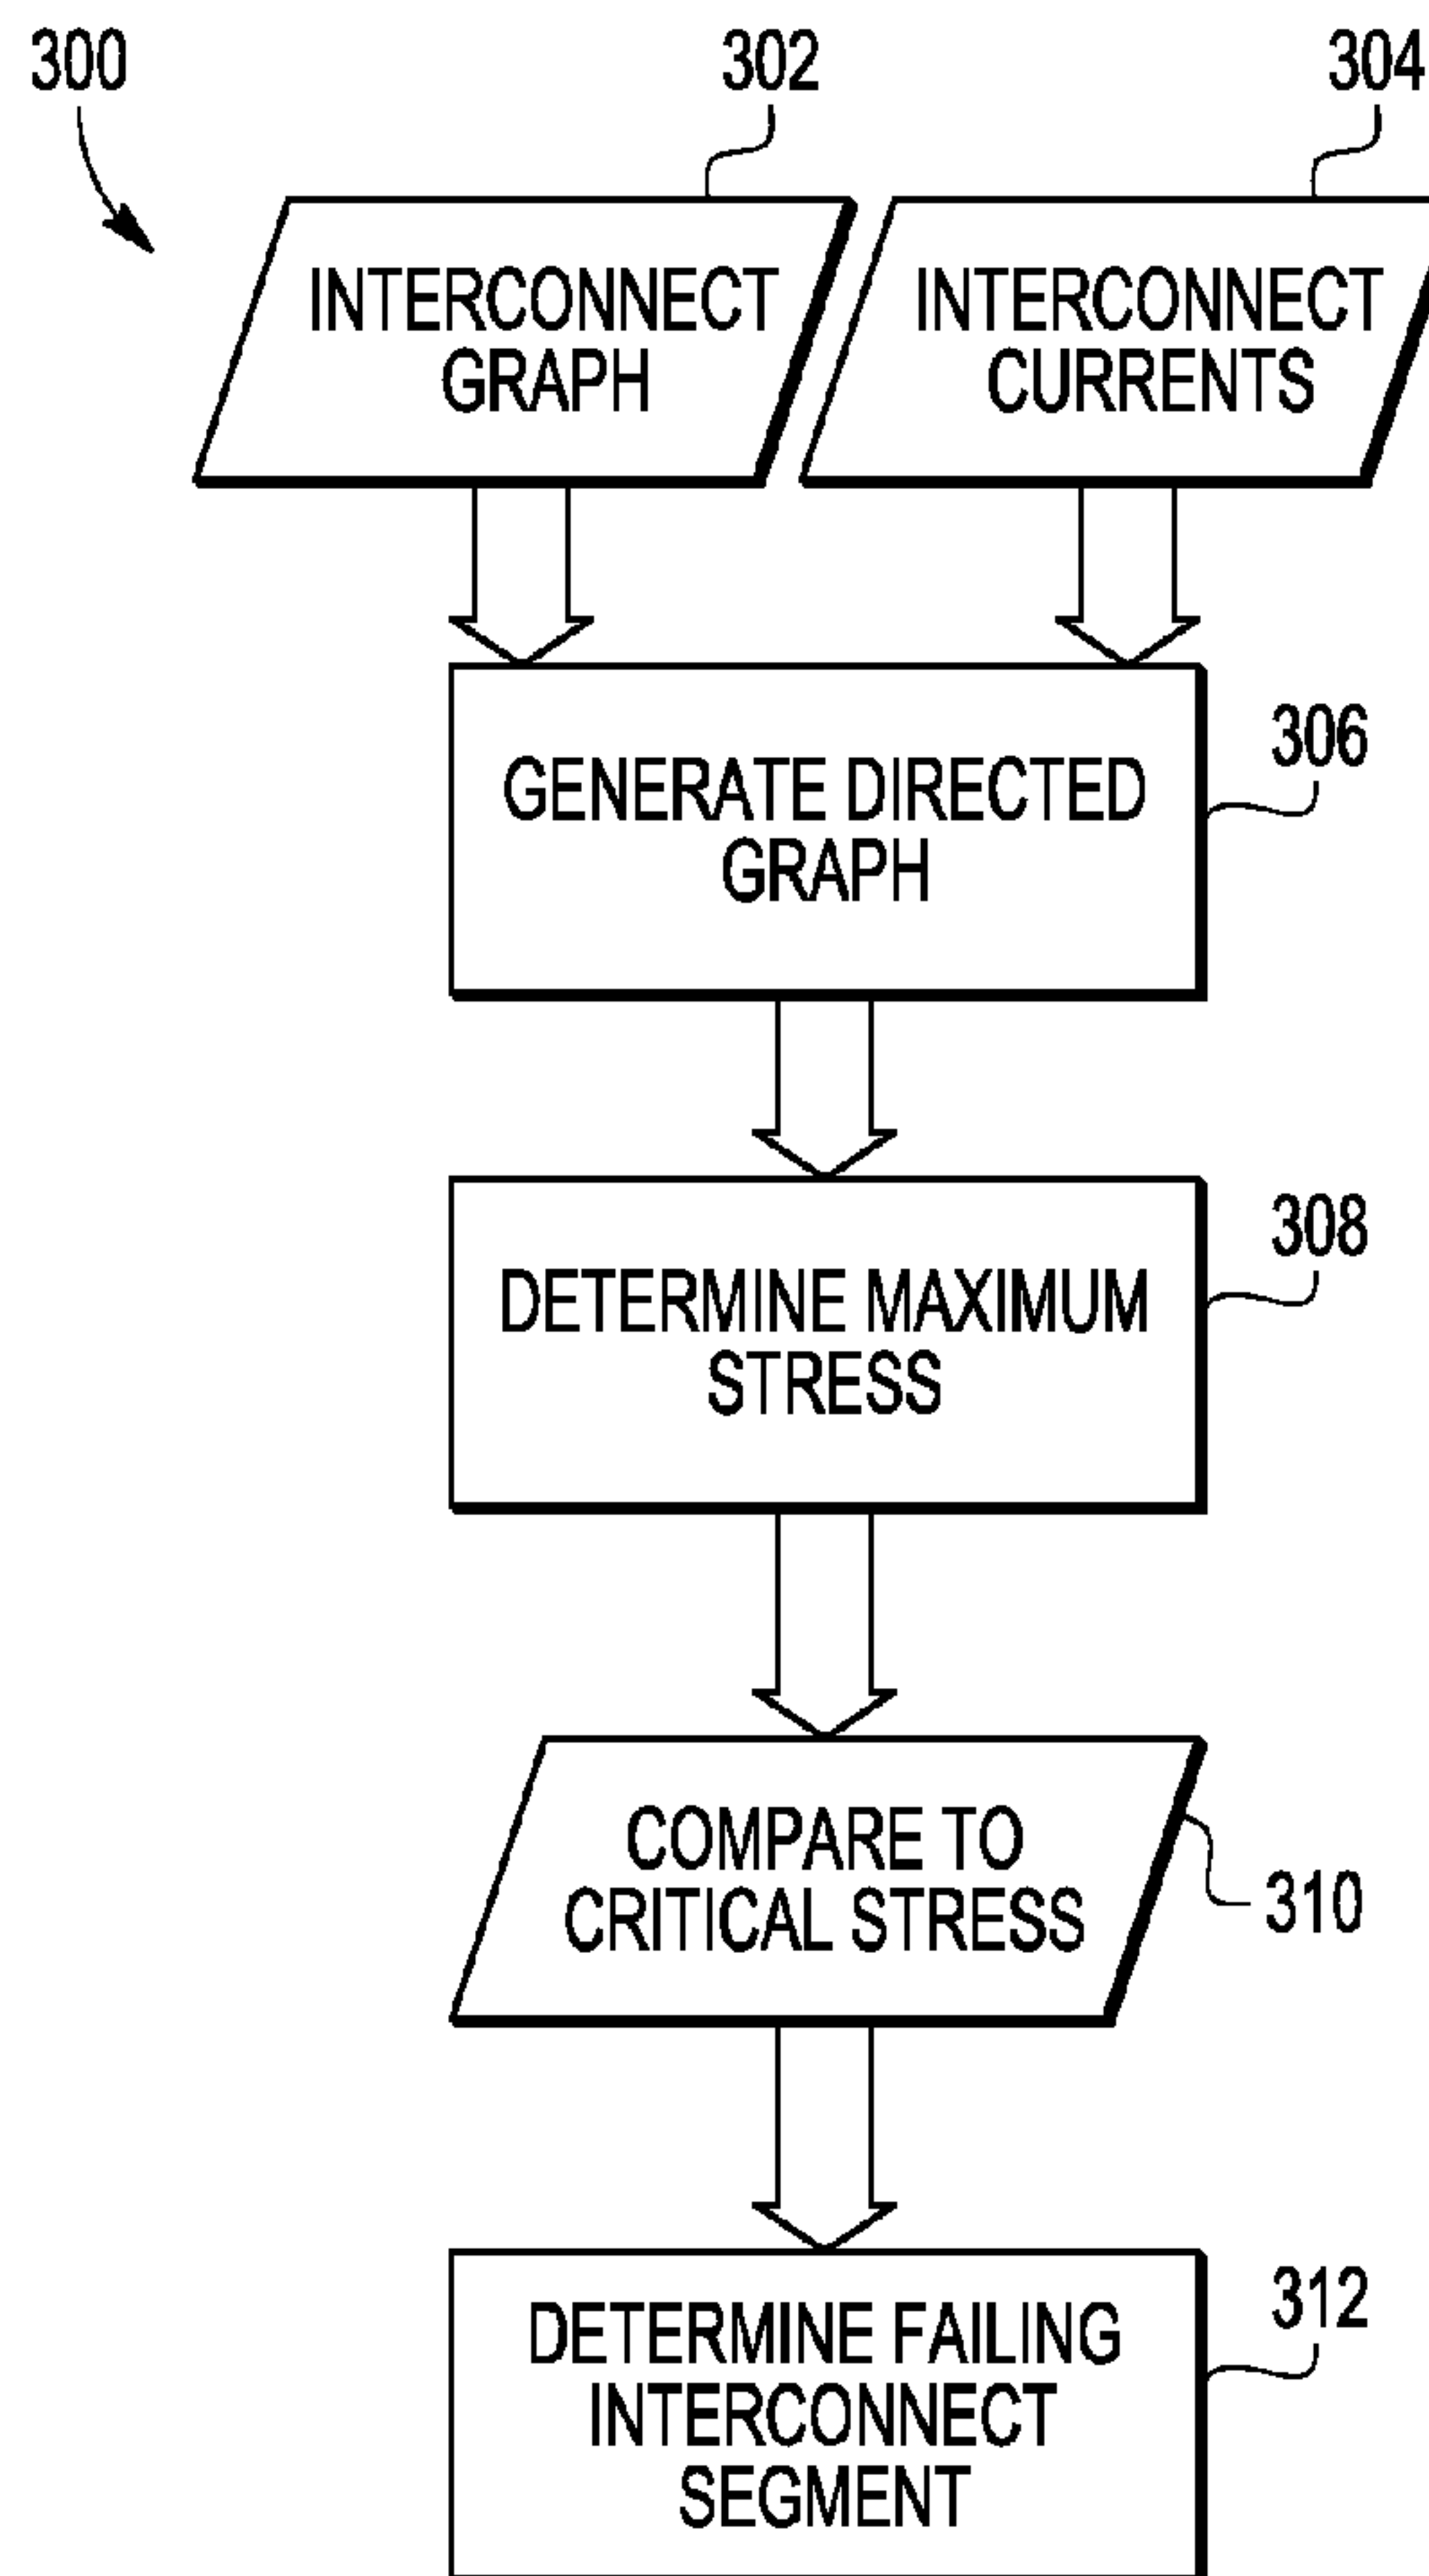 300
302
304
INTERCONNECT
GRAPH
INTERCONNECT
CURRENTS
306
GENERATE DIRECTED
GRAPH
308
DETERMINE MAXIMUM
STRESS
COMPARE TO
CRITICAL STRESS
310
312
DETERMINE FAILING
INTERCONNECT
SEGMENT